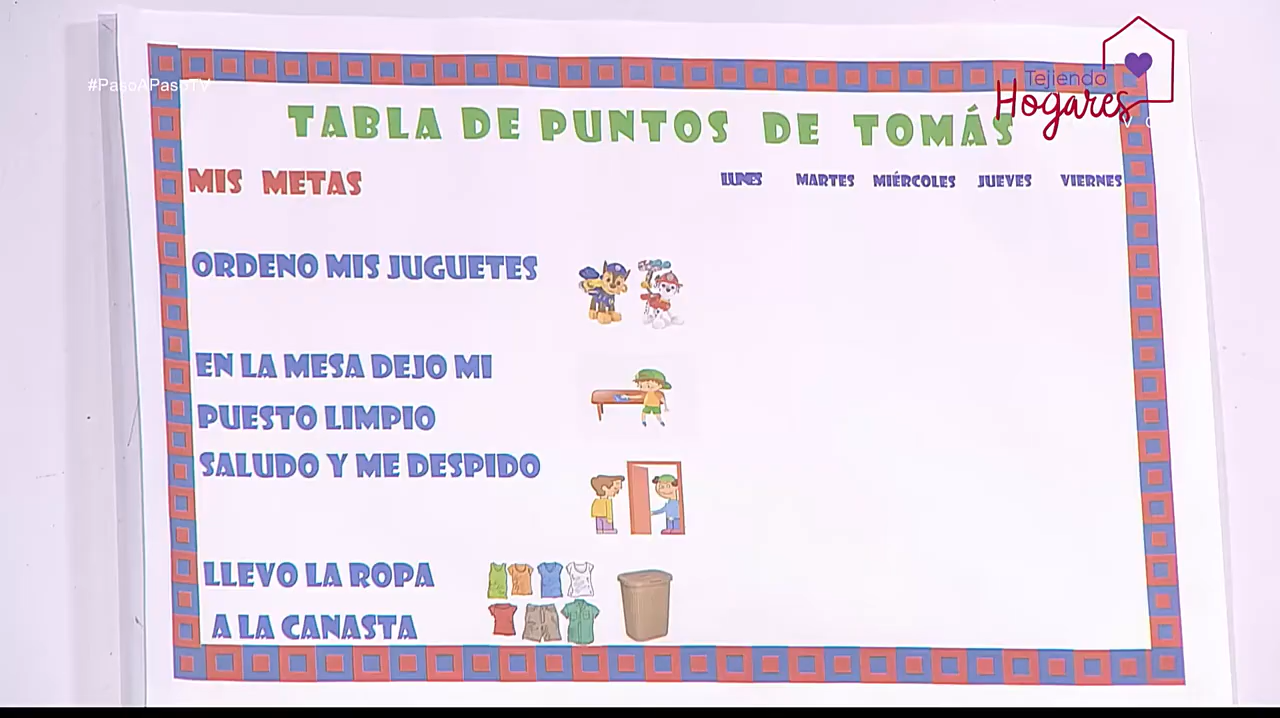 #PasoAPasoTV
Tejiendo
Hogares
TABLA DE PUNTOS DE TOMÁS
MIS METAS LUNES MARTES MIÉRCOLES JUEVES VIERNES
ORDENO MIS JUGUETES
EN LA MESA DEJO MI
PUESTO LIMPIO
SALUDO Y ME DESPIDO
LLEVO LA ROPA
A LA CANASTA